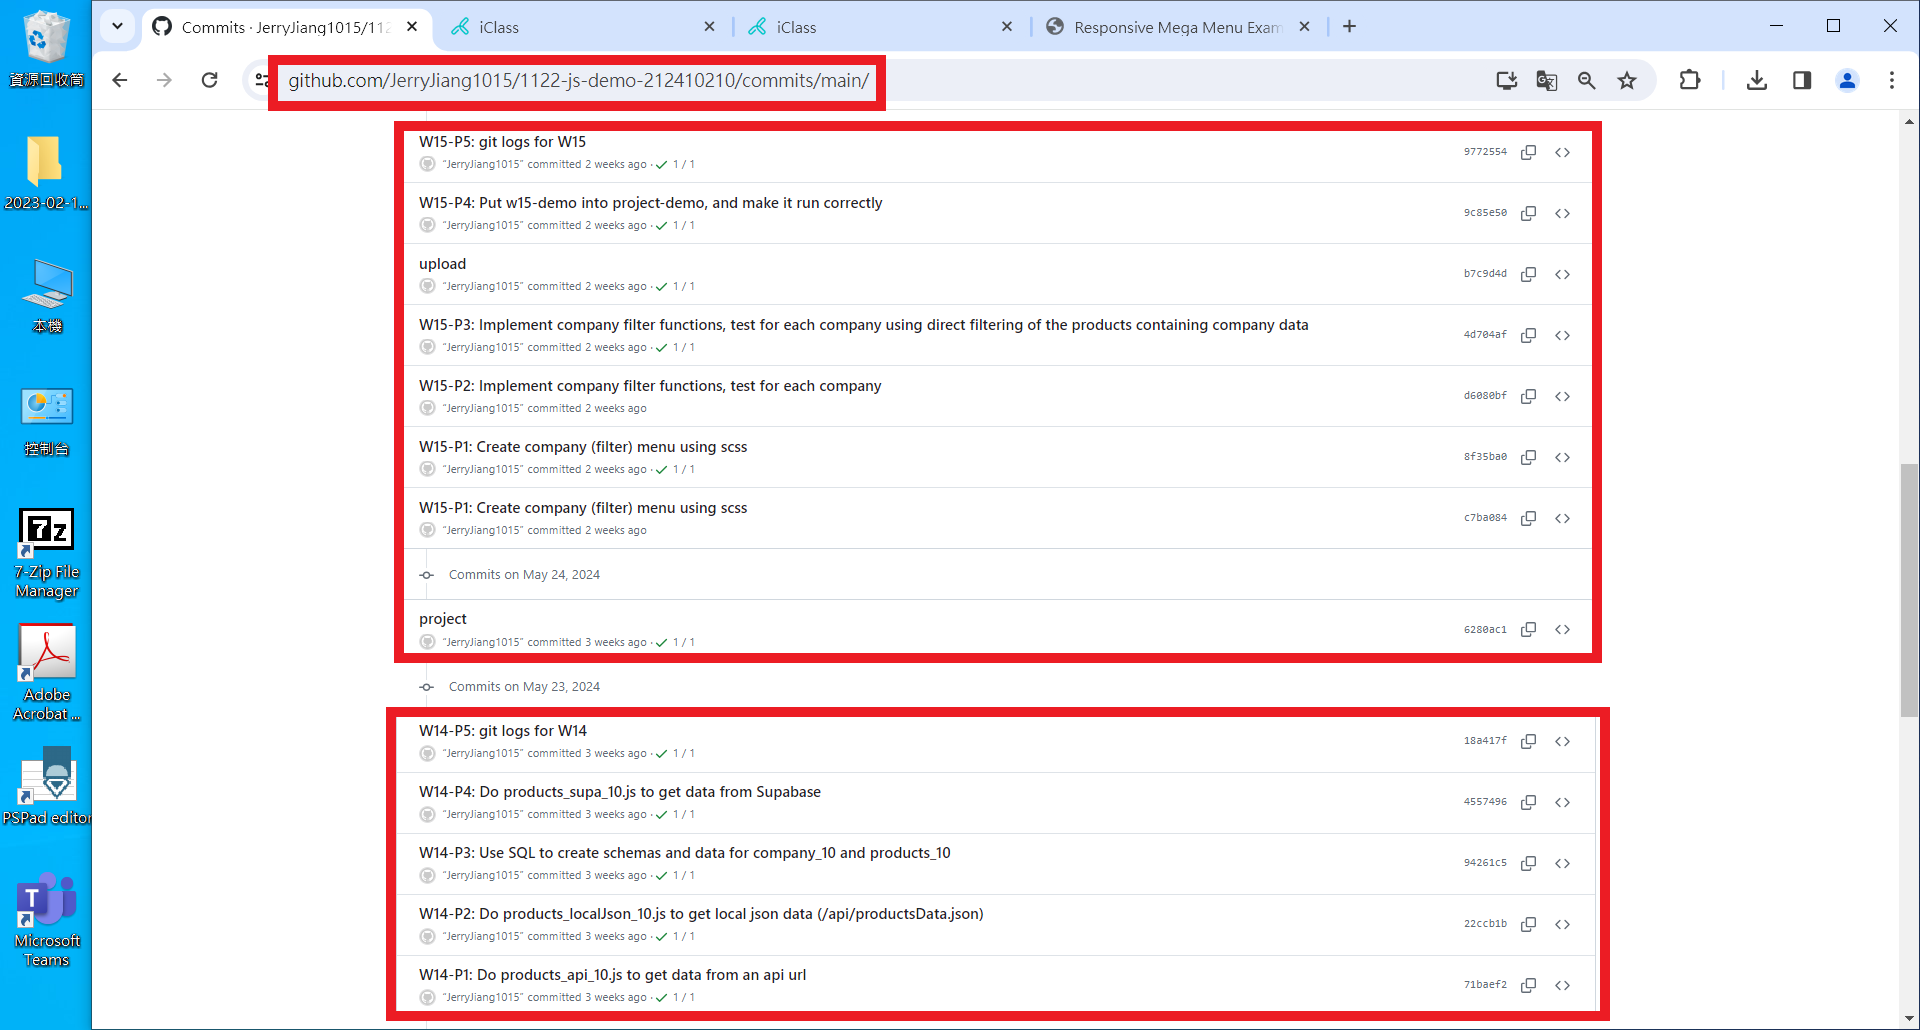 Commits · JerryJiang1015/112
iClass
iClass
Responsive Mega Menu Exam
github.com/JerryJiang1015/1122-js-demo-212410210/commits/main/
資源回收筒
2023-02-1...
本機
控制台
7z
7-Zip File
Manager
Adobe
Acrobat ...
PSPad editor
T
Microsoft
Teams
W15-P5: git logs for W15
"JerryJiang1015" committed 2 weeks ago · 1 / 1
9772554
W15-P4: Put w15-demo into project-demo, and make it run correctly
"JerryJiang1015" committed 2 weeks ago · 1 / 1
9c85e50
upload
"JerryJiang1015" committed 2 weeks ago · 1 / 1
b7c9d4d
W15-P3: Implement company filter functions, test for each company using direct filtering of the products containing company data
"JerryJiang1015" committed 2 weeks ago · 1 / 1
4d704af
W15-P2: Implement company filter functions, test for each company
"JerryJiang1015" committed 2 weeks ago
d6080bf
W15-P1: Create company (filter) menu using scss
"JerryJiang1015" committed 2 weeks ago · 1 / 1
8f35ba0
W15-P1: Create company (filter) menu using scss
"JerryJiang1015" committed 2 weeks ago
c7ba084
Commits on May 24, 2024
project
"JerryJiang1015" committed 3 weeks ago · 1 / 1
6280ac1
Commits on May 23, 2024
W14-P5: git logs for W14
"JerryJiang1015" committed 3 weeks ago · 1 / 1
18a417f
W14-P4: Do products_supa_10.js to get data from Supabase
"JerryJiang1015" committed 3 weeks ago · 1 / 1
4557496
W14-P3: Use SQL to create schemas and data for company_10 and products_10
"JerryJiang1015" committed 3 weeks ago · 1 / 1
94261c5
W14-P2: Do products_localJson_10.js to get local json data (/api/productsData.json)
"JerryJiang1015" committed 3 weeks ago · 1 / 1
22ccb1b
W14-P1: Do products_api_10.js to get data from an api url
"JerryJiang1015" committed 3 weeks ago · 1 / 1
71baef2